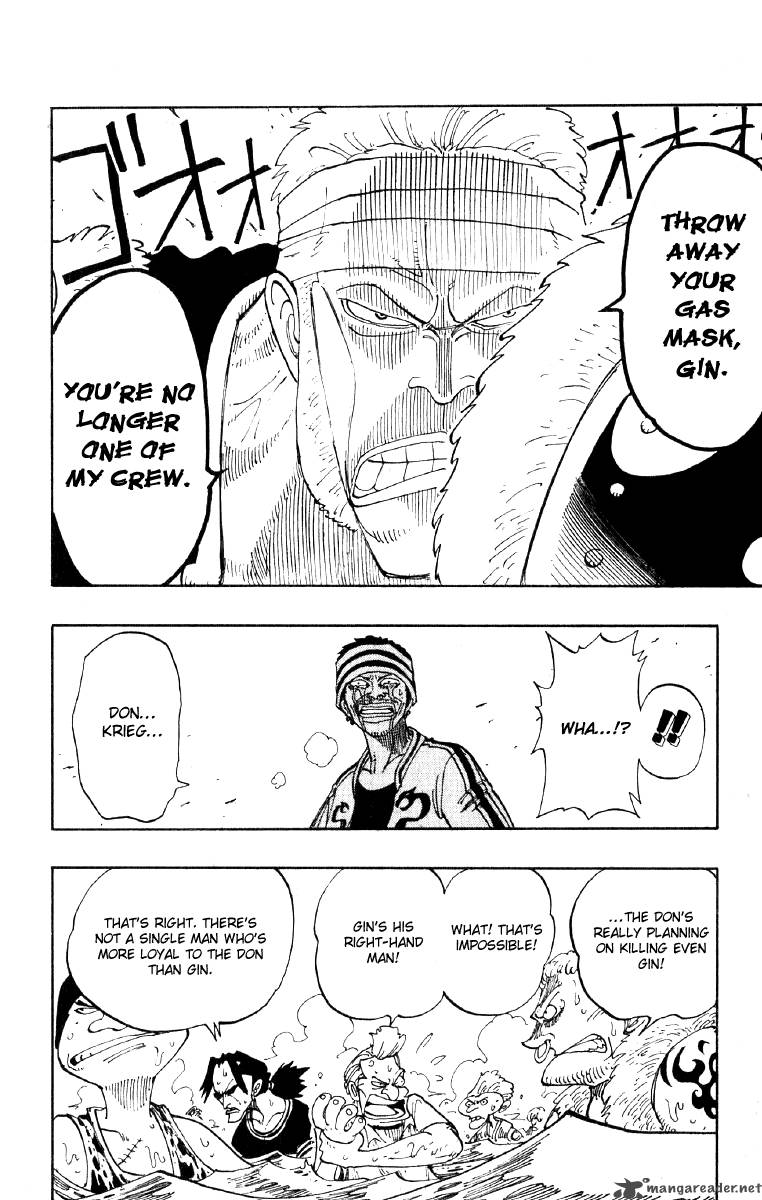 THROW
AWAY
YOUR
GAS
MASK,
GIN.
YOU'RE NO
LONGER
ONE OF
MY CREW.
ゴオオオオオ
!!
WHA...!?
DON...
KRIEG...
...THE DON'S
REALLY PLANNING
ON KILLING EVEN
GIN!
WHAT! THAT'S
IMPOSSIBLE!
GIN'S HIS
RIGHT-HAND
MAN!
THAT'S RIGHT. THERE'S
NOT A SINGLE MAN WHO'S
MORE LOYAL TO THE DON
THAN GIN.
mangareader.net